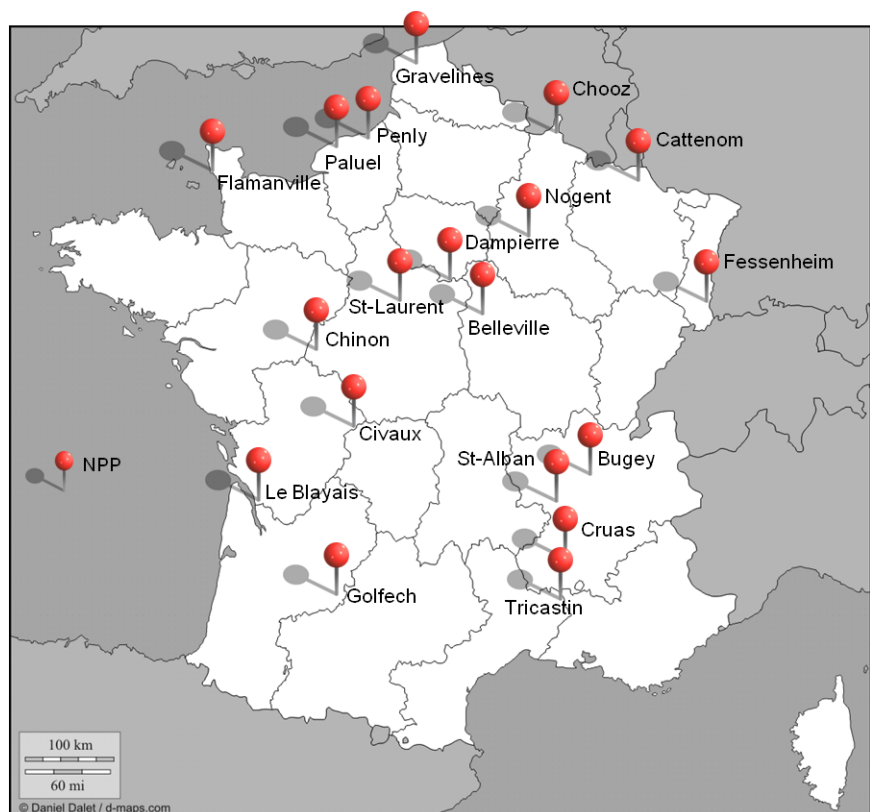 Gravelines
Chooz
Penly
Cattenom
Paluel
Flamanville
Nogent
Dampierre
Fessenheim
St-Laurent
Belleville
Chinon
Civaux
St-Alban
Bugey
NPP
Le Blayais
Cruas
Golfech
Tricastin
100 km
60 mi
© Daniel Dalet / d-maps.com